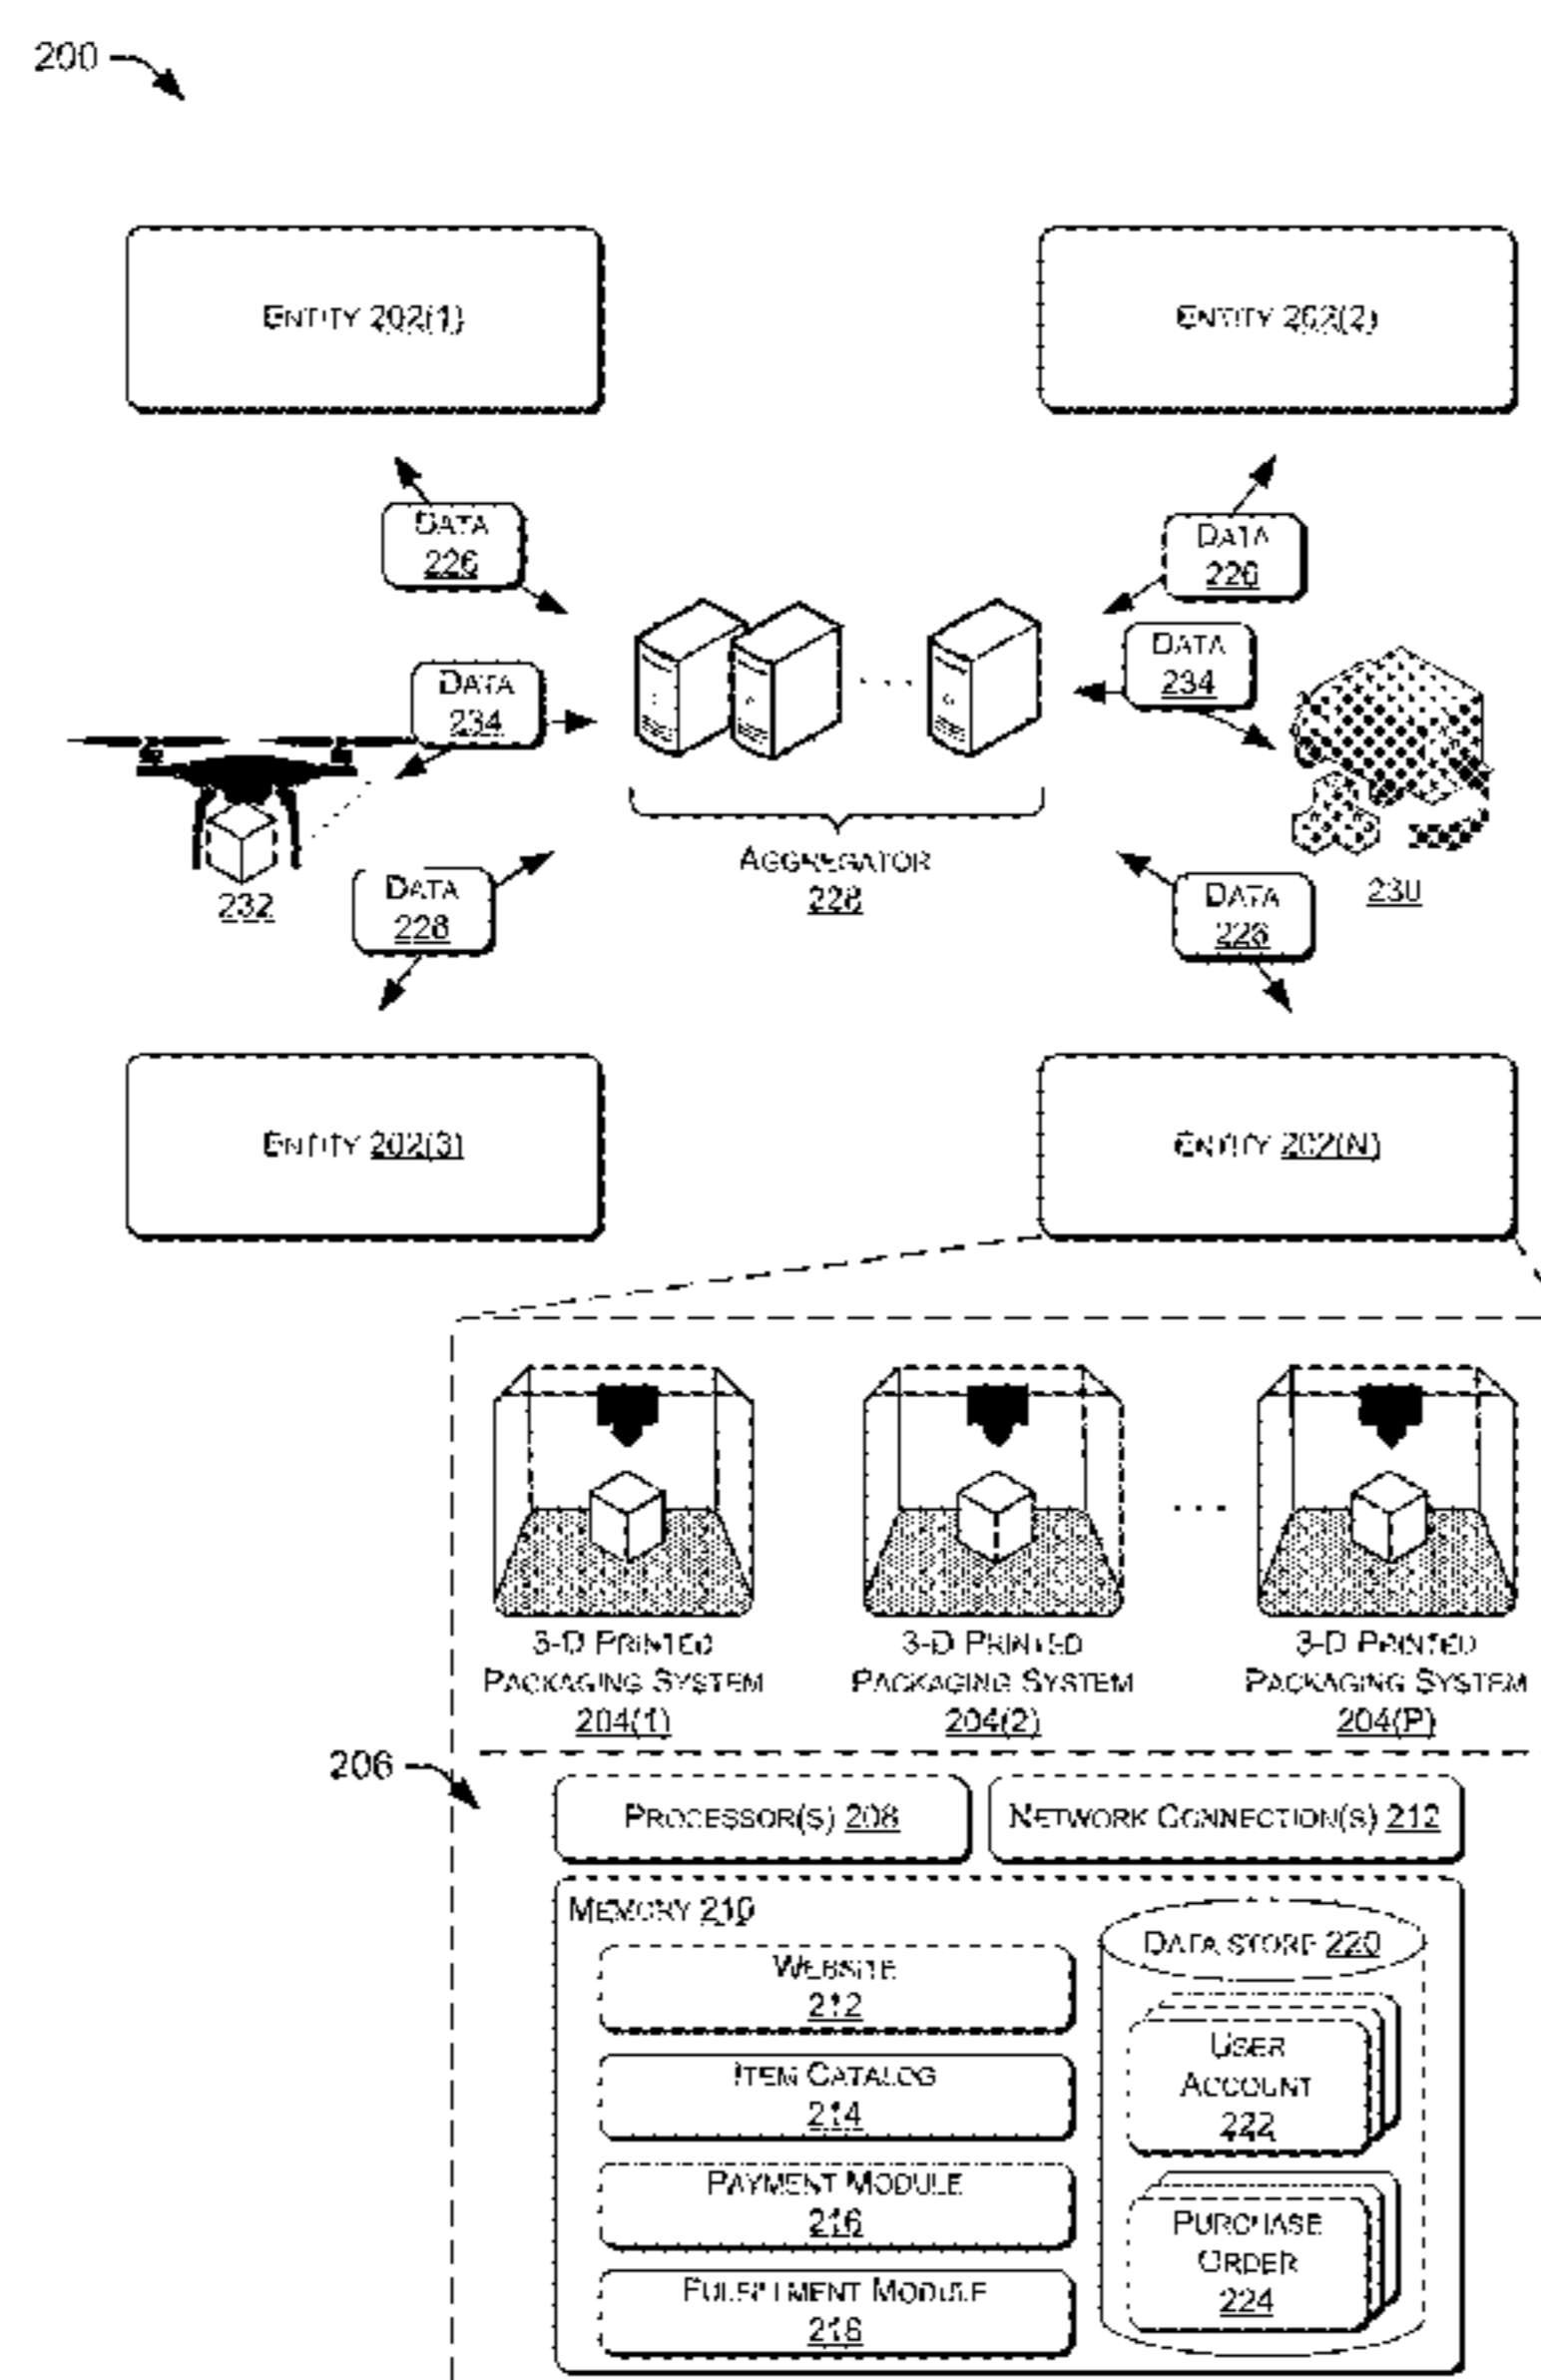 200
ENTITY 202(1)
ENTITY 202(2)
DATA
226
DATA
226
DATA
234
DATA
234
AGGREGATOR
228
232
230
DATA
226
DATA
226
ENTITY 202(3)
ENTITY 202(N)
3-D PRINTED
PACKAGING SYSTEM
204(1)
3-D PRINTED
PACKAGING SYSTEM
204(2)
3-D PRINTED
PACKAGING SYSTEM
204(P)
206
PROCESSOR(S) 208
NETWORK CONNECTION(S) 212
MEMORY 210
WEBSITE
212
ITEM CATALOG
214
PAYMENT MODULE
216
FULFILLMENT MODULE
218
DATA STORE 220
USER
ACCOUNT
222
PURCHASE
ORDER
224